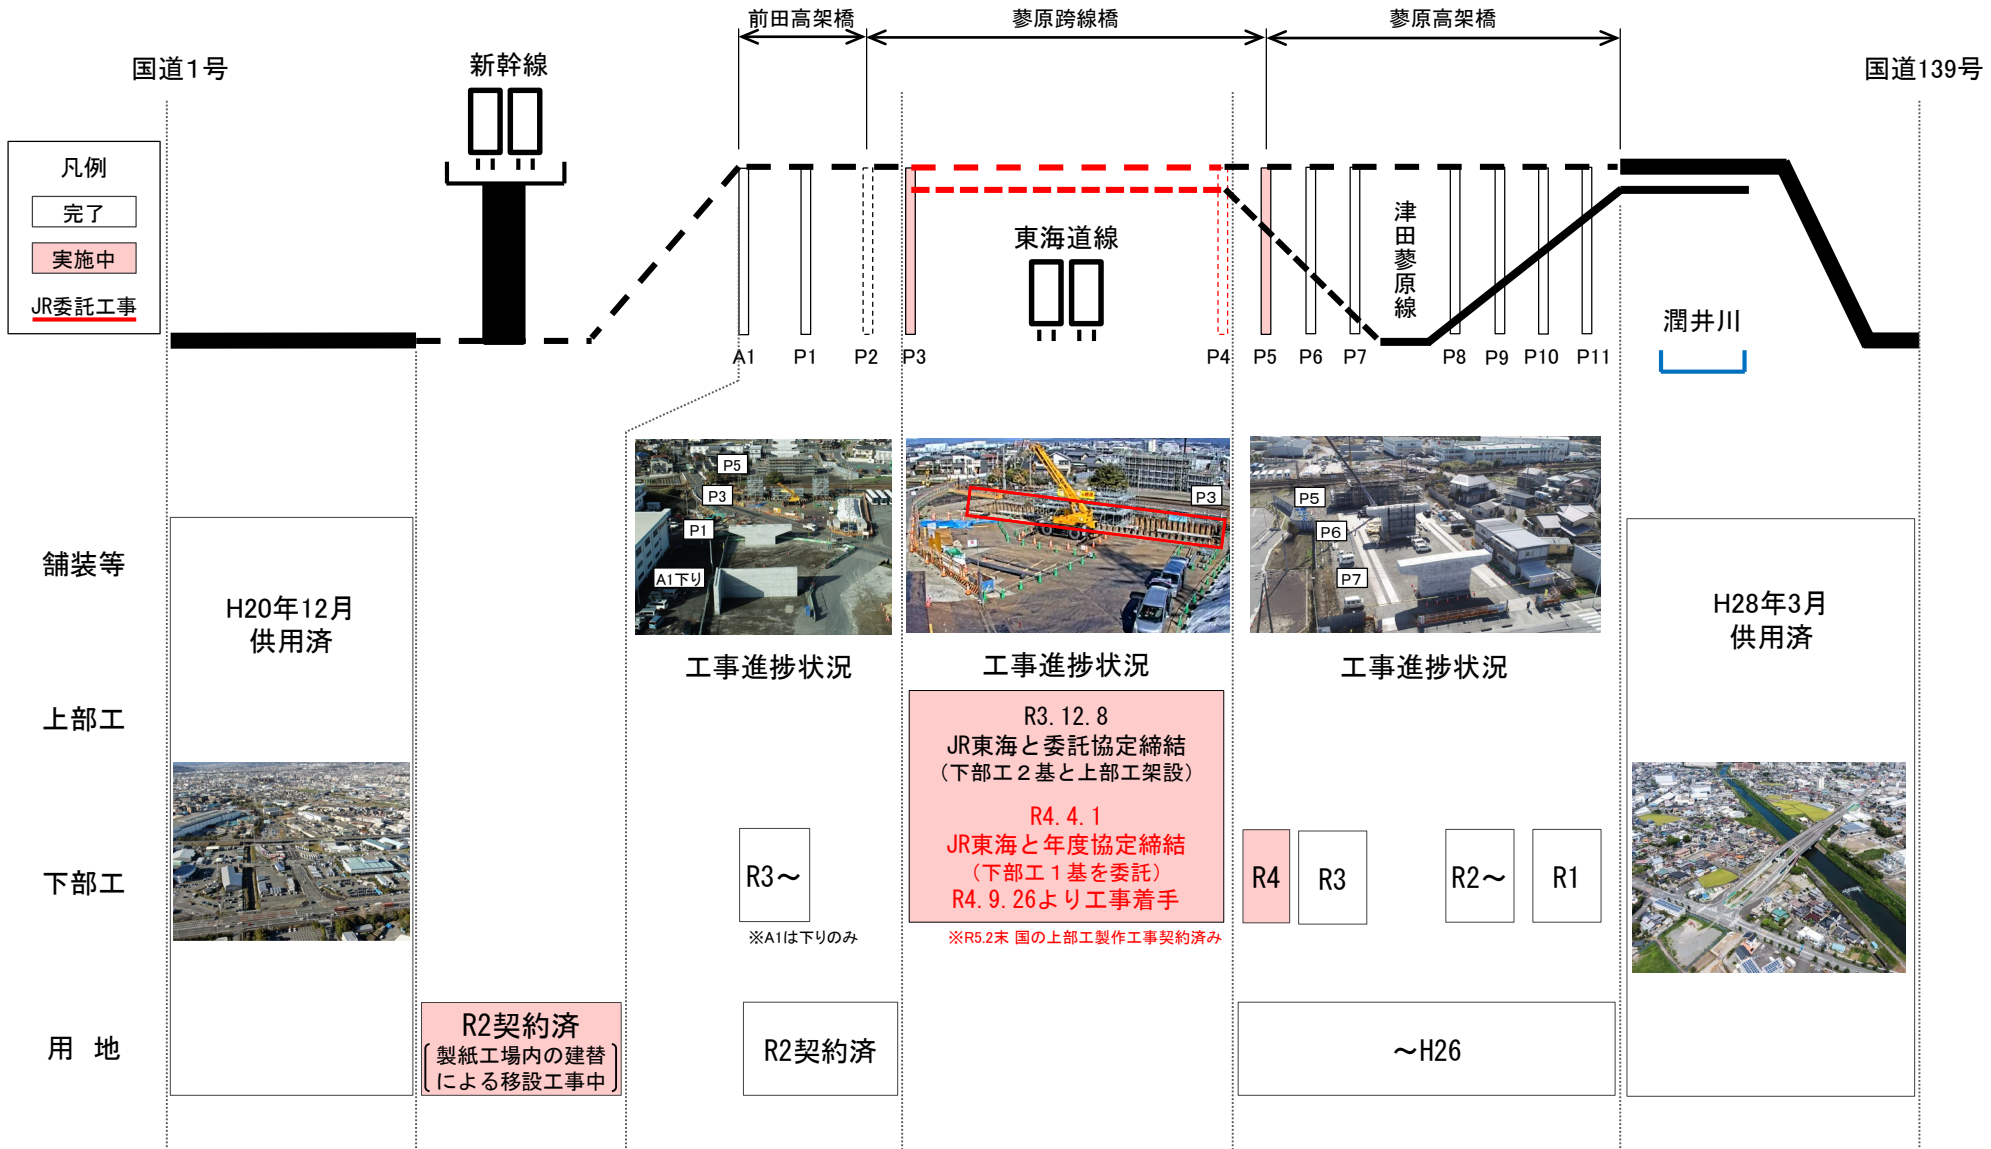 前田高架橋
蓼原跨線橋
蓼原高架橋
国道1号
新幹線
国道139号
凡例
完了
実施中
JR委託工事
東海道線
津田蓼原線
潤井川
A1
P1
P2
P3
P4
P5
P6
P7
P8
P9
P10
P11
P5
P3
P1
A1下り
P3
P5
P6
P7
工事進捗状況
工事進捗状況
工事進捗状況
舗装等
上部工
下部工
用 地
H20年12月
供用済
H28年3月
供用済
R3.12.8
JR東海と委託協定締結
(下部工2基と上部工架設)
R4.4.1
JR東海と年度協定締結
(下部工1基を委託)
R4.9.26より工事着手
※R5.2末 国の上部工製作工事契約済み
R3～
※A1は下りのみ
R4
R3
R2～
R1
R2契約済
製紙工場内の建替
による移設工事中
R2契約済
～H26